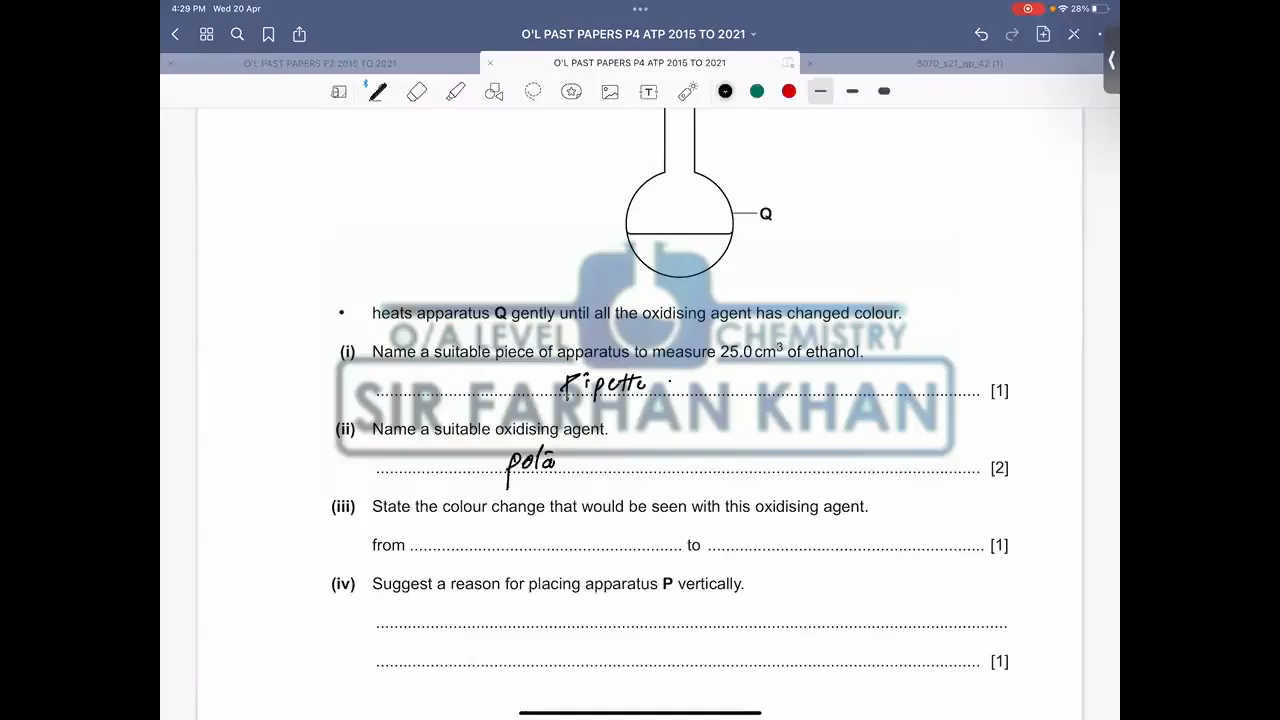 4:29 PM Wed 20 Apr
28%
O'L PAST PAPERS P4 ATP 2015 TO 2021
O'L PAST PAPERS P2 2015 TO 2021
O'L PAST PAPERS P4 ATP 2015 TO 2021
5070_s21_qp_42 (1)
Q
• heats apparatus Q gently until all the oxidising agent has changed colour.
O/A LEVEL CHEMISTRY
(i) Name a suitable piece of apparatus to measure 25.0 cm³ of ethanol.
Pipette [1]
SIR FARHAN KHAN
(ii) Name a suitable oxidising agent.
pota [2]
(iii) State the colour change that would be seen with this oxidising agent.
from ........ to ........ [1]
(iv) Suggest a reason for placing apparatus P vertically.
[1]